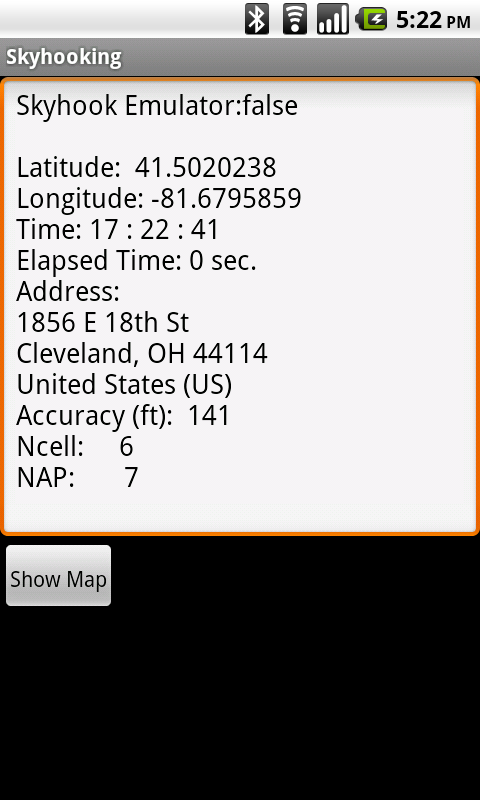 5:22 PM
Skyhooking
Skyhook Emulator:false
Latitude: 41.5020238
Longitude: -81.6795859
Time: 17 : 22 : 41
Elapsed Time: 0 sec.
Address:
1856 E 18th St
Cleveland, OH 44114
United States (US)
Accuracy (ft): 141
Ncell: 6
NAP: 7
Show Map